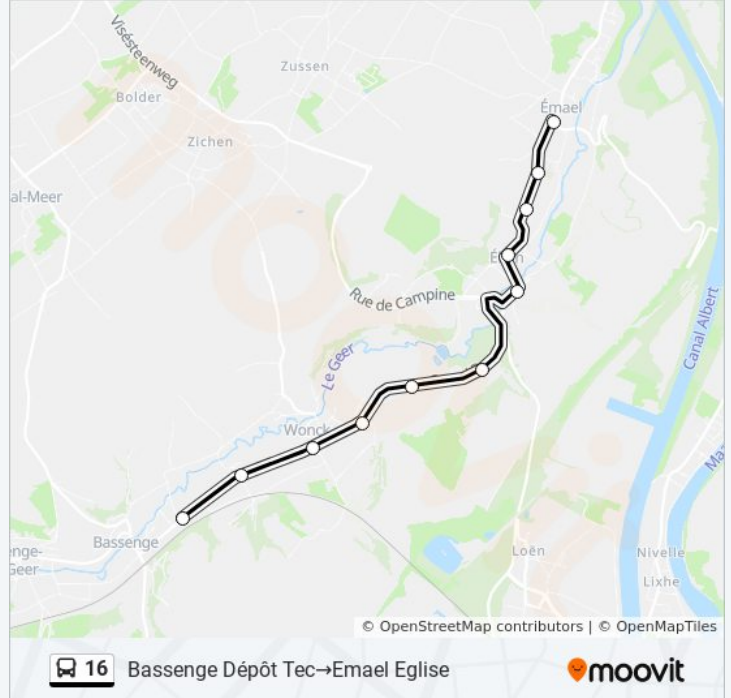 Visésteenweg
Zussen
Bolder
Émael
Zichen
al-Meer
Rue de Campine
Canal Albert
Le Geer
Wonck
Bassenge
enge-
Geer
Loën
Nivelle
Lixhe
© OpenStreetMap contributors | © OpenMapTiles
16 Bassenge Dépôt Tec→Emael Eglise
moovit